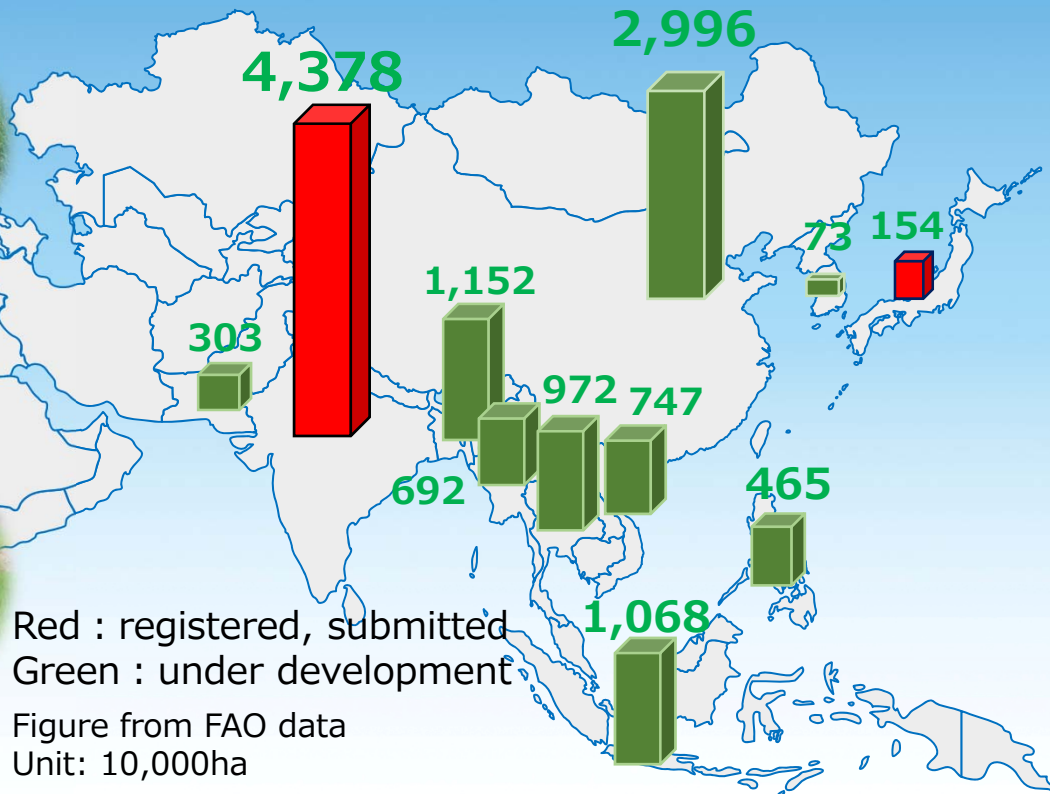 2,996
4,378
73
154
1,152
303
972
747
692
465
1,068
Red : registered, submitted
Green : under development
Figure from FAO data
Unit: 10,000ha